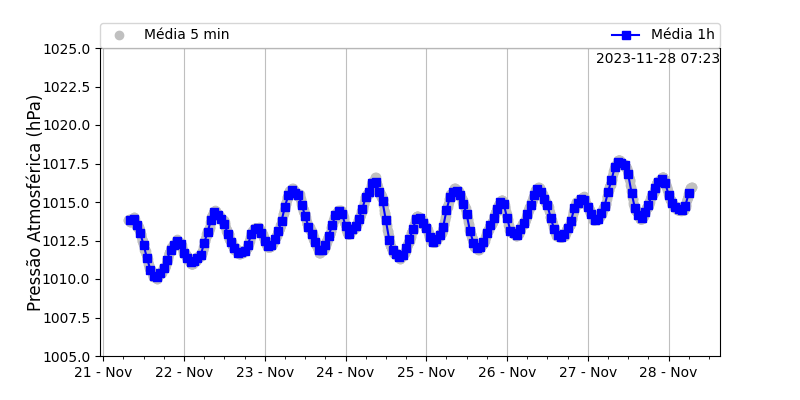 Média 5 min
Média 1h
2023-11-28 07:23
Pressão Atmosférica (hPa)
1025.0
1022.5
1020.0
1017.5
1015.0
1012.5
1010.0
1007.5
1005.0
21 - Nov
22 - Nov
23 - Nov
24 - Nov
25 - Nov
26 - Nov
27 - Nov
28 - Nov